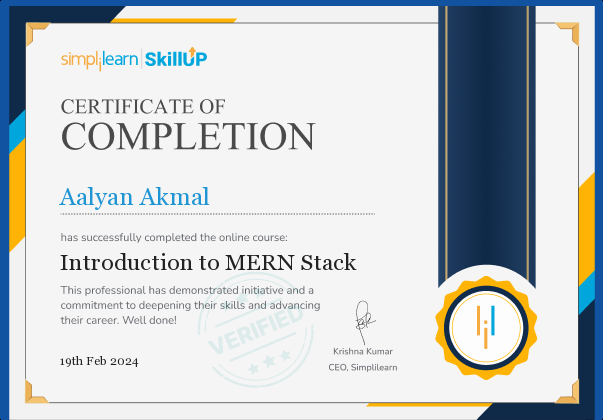 simplilearn | SkillUP
CERTIFICATE OF
COMPLETION
Aalyan Akmal
has successfully completed the online course:
Introduction to MERN Stack
This professional has demonstrated initiative and a
commitment to deepening their skills and advancing
their career. Well done!
VERIFIED
19th Feb 2024
Krishna Kumar
CEO, Simplilearn